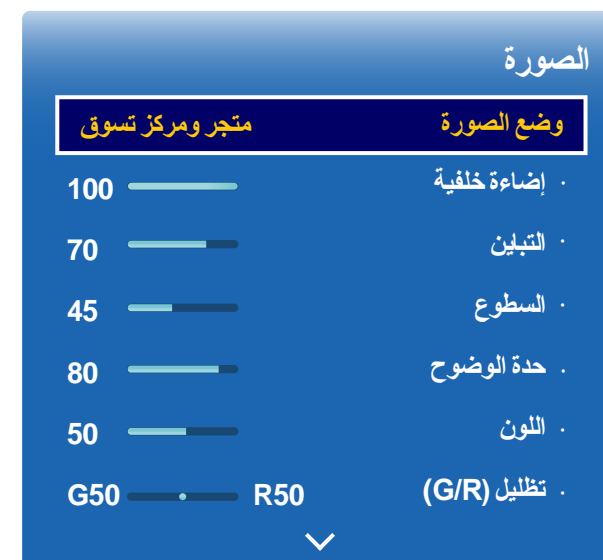 الصورة
وضع الصورة متجر ومركز تسوق
· إضاءة خلفية 100
· التباين 70
· السطوع 45
· حدة الوضوح 80
· اللون 50
· تظليل (G/R) R50 G50